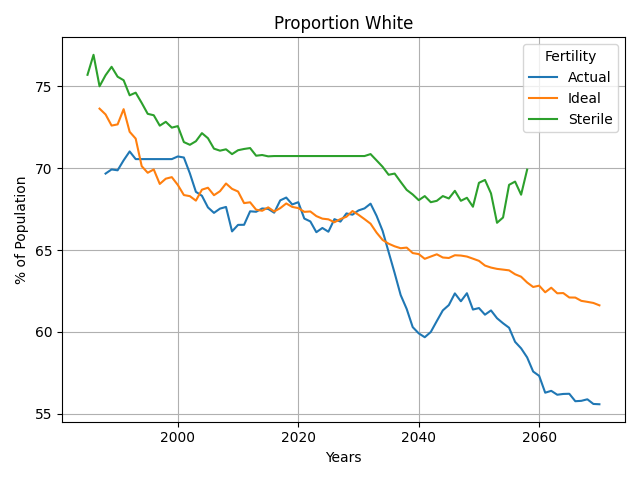 Proportion White
Fertility
Actual
Ideal
Sterile
% of Population
75
70
65
60
55
2000 2020 2040 2060
Years